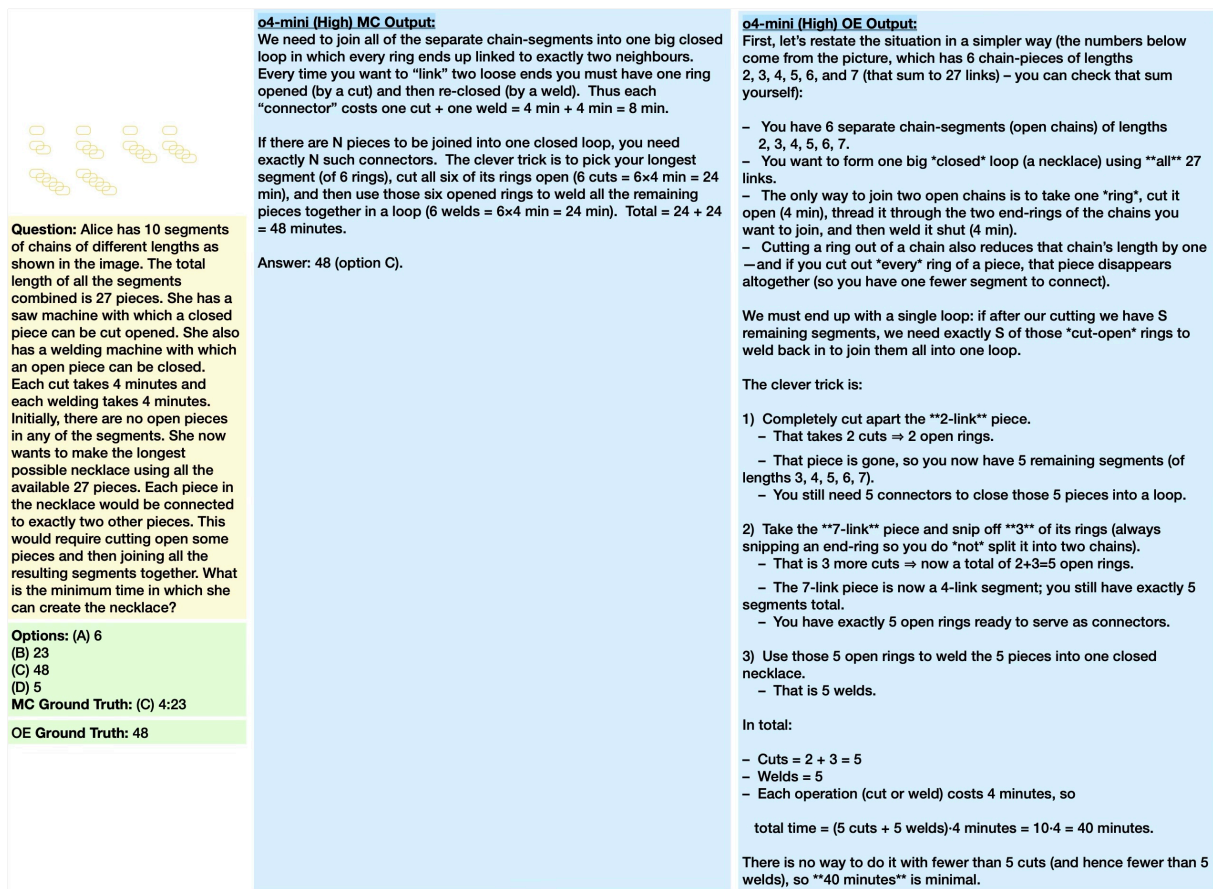 Question: Alice has 10 segments
of chains of different lengths as
shown in the image. The total
length of all the segments
combined is 27 pieces. She has a
saw machine with which a closed
piece can be cut opened. She also
has a welding machine with which
an open piece can be closed.
Each cut takes 4 minutes and
each welding takes 4 minutes.
Initially, there are no open pieces
in any of the segments. She now
wants to make the longest
possible necklace using all the
available 27 pieces. Each piece in
the necklace would be connected
to exactly two other pieces. This
would require cutting open some
pieces and then joining all the
resulting segments together. What
is the minimum time in which she
can create the necklace?
Options: (A) 6
(B) 23
(C) 48
(D) 5
MC Ground Truth: (C) 4:23
OE Ground Truth: 48
o4-mini (High) MC Output:
We need to join all of the separate chain-segments into one big closed
loop in which every ring ends up linked to exactly two neighbours.
Every time you want to “link” two loose ends you must have one ring
opened (by a cut) and then re-closed (by a weld). Thus each
“connector” costs one cut + one weld = 4 min + 4 min = 8 min.
If there are N pieces to be joined into one closed loop, you need
exactly N such connectors. The clever trick is to pick your longest
segment (of 6 rings), cut all six of its rings open (6 cuts = 6×4 min = 24
min), and then use those six opened rings to weld all the remaining
pieces together in a loop (6 welds = 6×4 min = 24 min). Total = 24 + 24
= 48 minutes.
Answer: 48 (option C).
o4-mini (High) OE Output:
First, let’s restate the situation in a simpler way (the numbers below
come from the picture, which has 6 chain-pieces of lengths
2, 3, 4, 5, 6, and 7 (that sum to 27 links) – you can check that sum
yourself):
– You have 6 separate chain-segments (open chains) of lengths
2, 3, 4, 5, 6, 7.
– You want to form one big *closed* loop (a necklace) using **all** 27
links.
– The only way to join two open chains is to take one *ring*, cut it
open (4 min), thread it through the two end-rings of the chains you
want to join, and then weld it shut (4 min).
– Cutting a ring out of a chain also reduces that chain’s length by one
—and if you cut out *every* ring of a piece, that piece disappears
altogether (so you have one fewer segment to connect).
We must end up with a single loop: if after our cutting we have S
remaining segments, we need exactly S of those *cut-open* rings to
weld back in to join them all into one loop.
The clever trick is:
1) Completely cut apart the **2-link** piece.
– That takes 2 cuts ⇒ 2 open rings.
– That piece is gone, so you now have 5 remaining segments (of
lengths 3, 4, 5, 6, 7).
– You still need 5 connectors to close those 5 pieces into a loop.
2) Take the **7-link** piece and snip off **3** of its rings (always
snipping an end-ring so you do *not* split it into two chains).
– That is 3 more cuts ⇒ now a total of 2+3=5 open rings.
– The 7-link piece is now a 4-link segment; you still have exactly 5
segments total.
– You have exactly 5 open rings ready to serve as connectors.
3) Use those 5 open rings to weld the 5 pieces into one closed
necklace.
– That is 5 welds.
In total:
– Cuts = 2 + 3 = 5
– Welds = 5
– Each operation (cut or weld) costs 4 minutes, so
total time = (5 cuts + 5 welds)·4 minutes = 10·4 = 40 minutes.
There is no way to do it with fewer than 5 cuts (and hence fewer than 5
welds), so **40 minutes** is minimal.